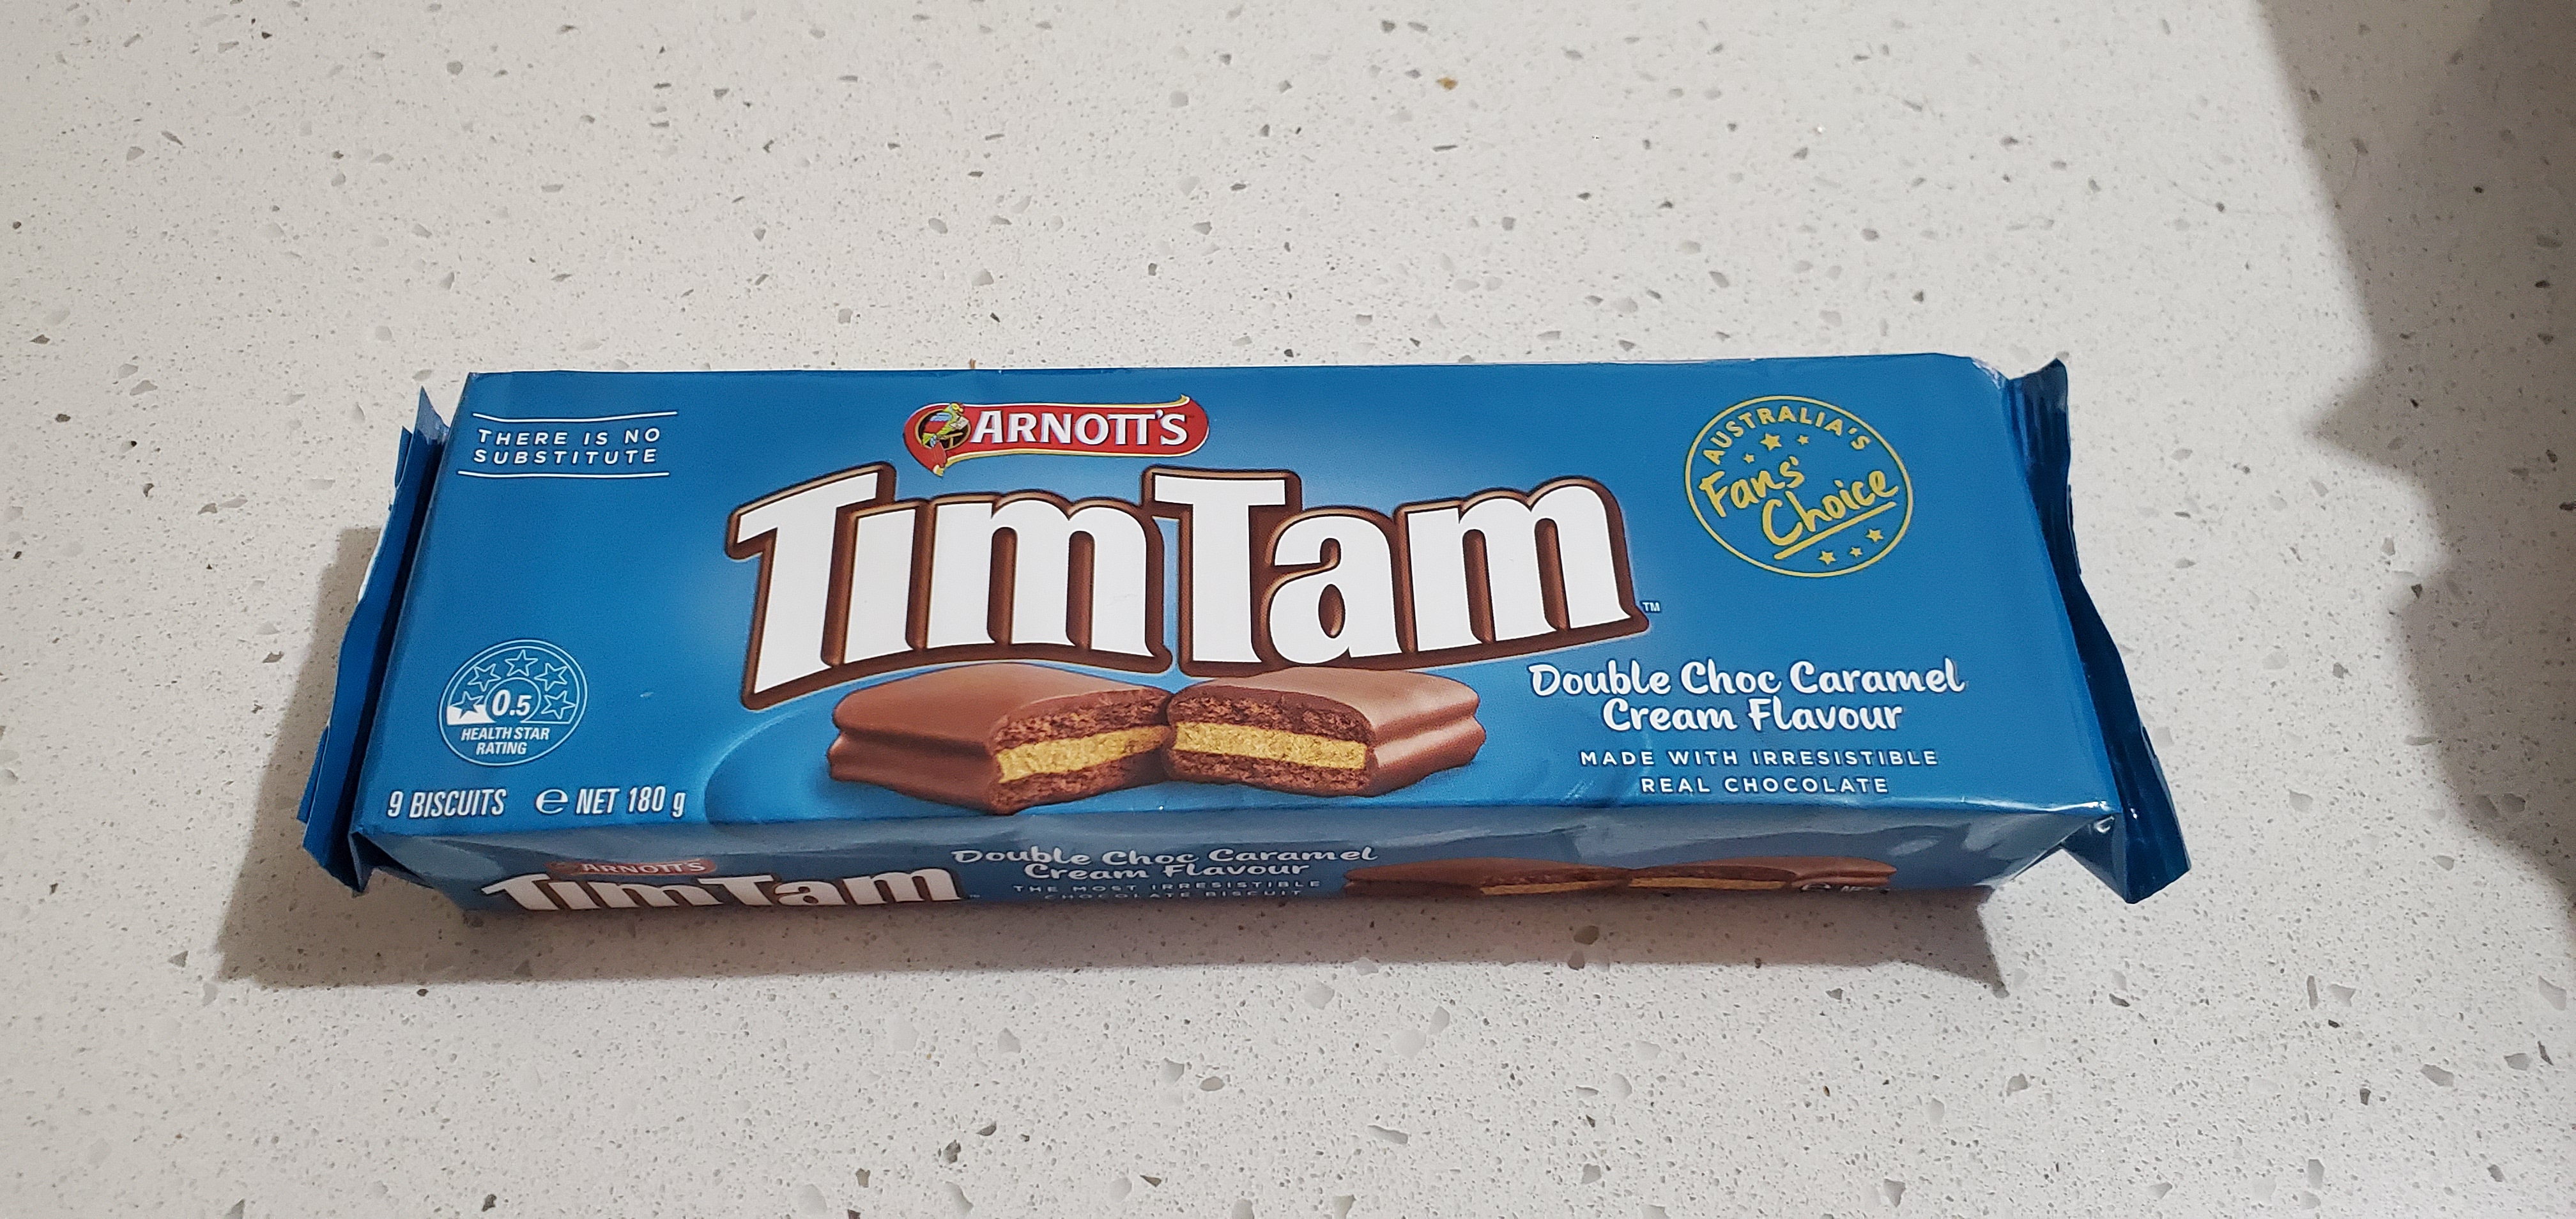 THERE IS NO
SUBSTITUTE
ARNOTT'S
TimTam
TM
AUSTRALIA'S
Fans'
Choice
0.5
HEALTH STAR
RATING
Double Choc Caramel
Cream Flavour
MADE WITH IRRESISTIBLE
REAL CHOCOLATE
9 BISCUITS e NET 180 g
ARNOTT'S
TimTam
Double Choc Caramel
Cream Flavour
THE MOST IRRESISTIBLE
CHOCOLATE BISCUIT